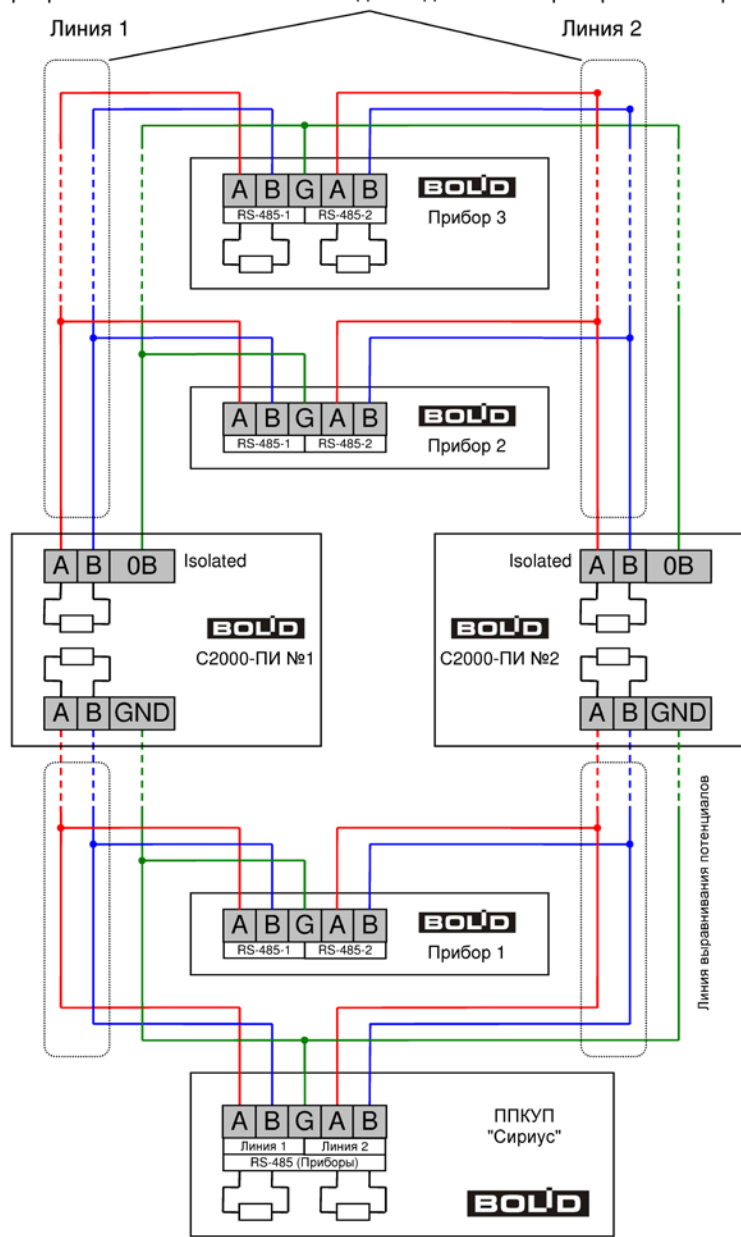 Линия 1
Линия 2
A B G A B
RS-485-1 RS-485-2
BOLID
Прибор 3
A B G A B
RS-485-1 RS-485-2
BOLID
Прибор 2
A B 0В
Isolated
BOLID
С2000-ПИ №1
A B GND
Isolated
A B 0В
BOLID
С2000-ПИ №2
A B GND
Линия выравнивания потенциалов
A B G A B
RS-485-1 RS-485-2
BOLID
Прибор 1
A B G A B
Линия 1 Линия 2
RS-485 (Приборы)
ППКУП
"Сириус"
BOLID